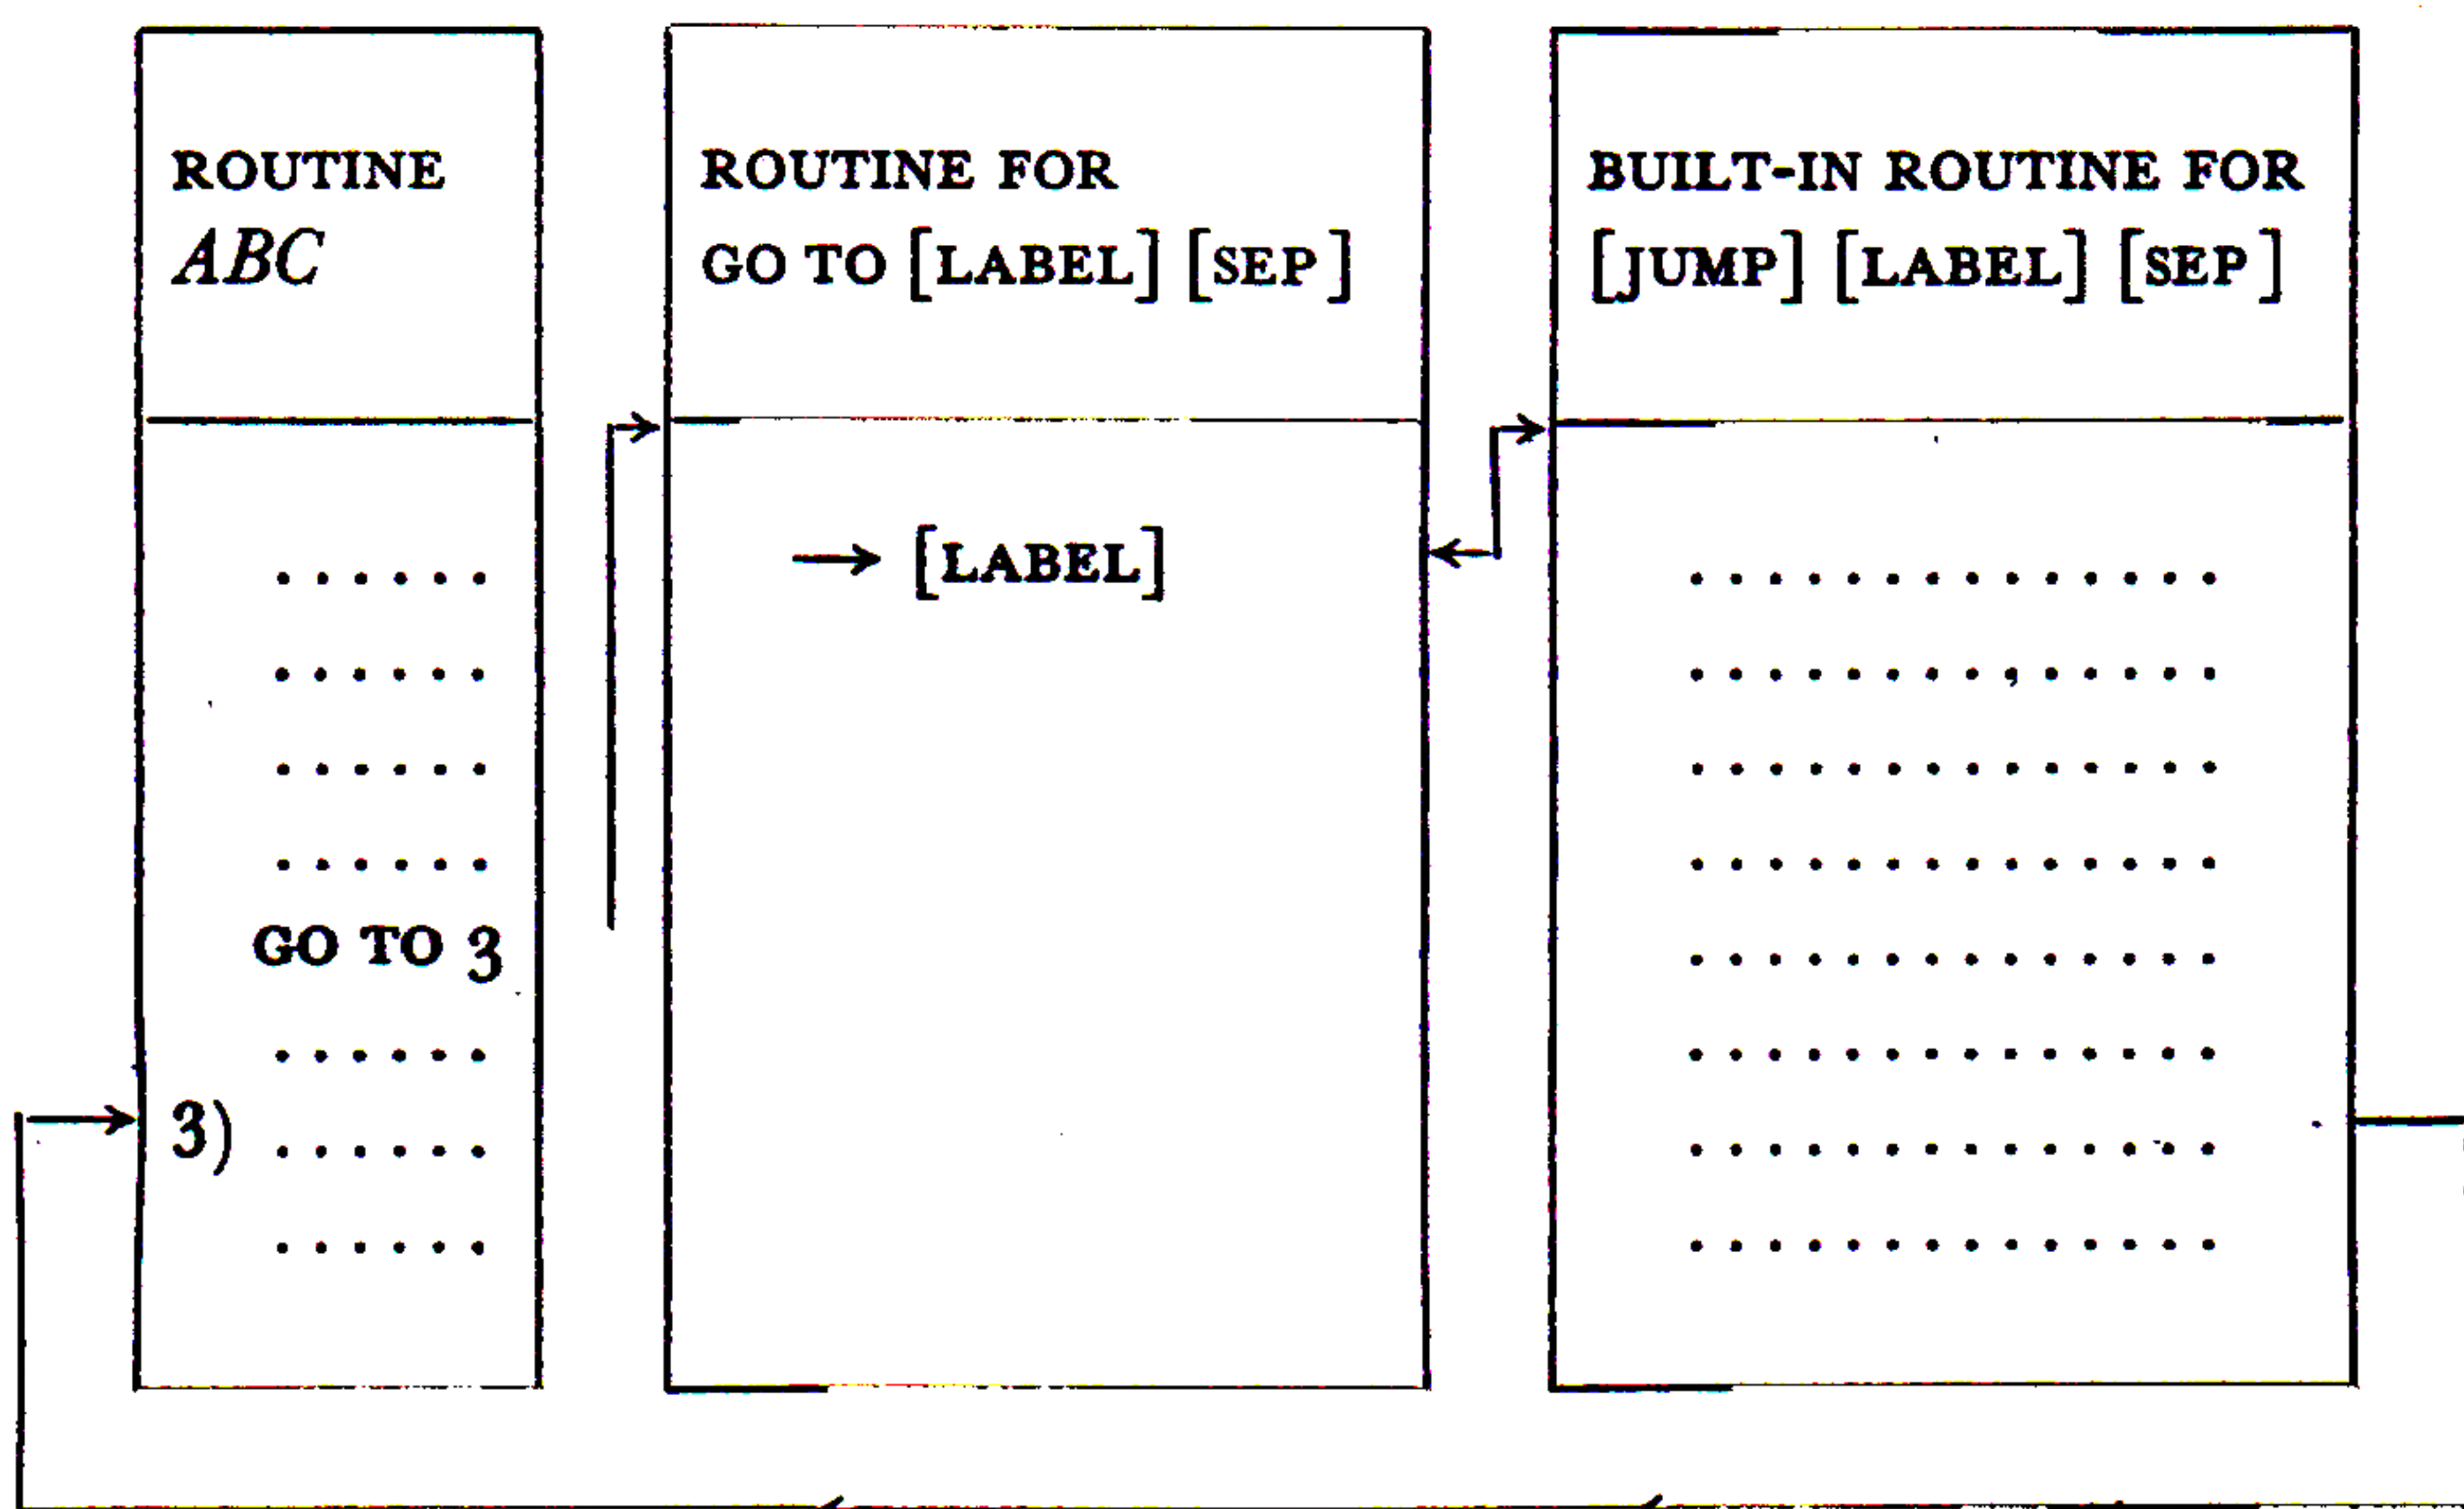 ROUTINE
ABC
. . . . . .
. . . . . .
. . . . . .
. . . . . .
GO TO 3
. . . . . .
3) . . . . . .
. . . . . .
ROUTINE FOR
GO TO [LABEL] [SEP]
→ [LABEL]
BUILT-IN ROUTINE FOR
[JUMP] [LABEL] [SEP]
. . . . . . . . . . . . . .
. . . . . . . . . . . . . .
. . . . . . . . . . . . . .
. . . . . . . . . . . . . .
. . . . . . . . . . . . . .
. . . . . . . . . . . . . .
. . . . . . . . . . . . . .
. . . . . . . . . . . . . .